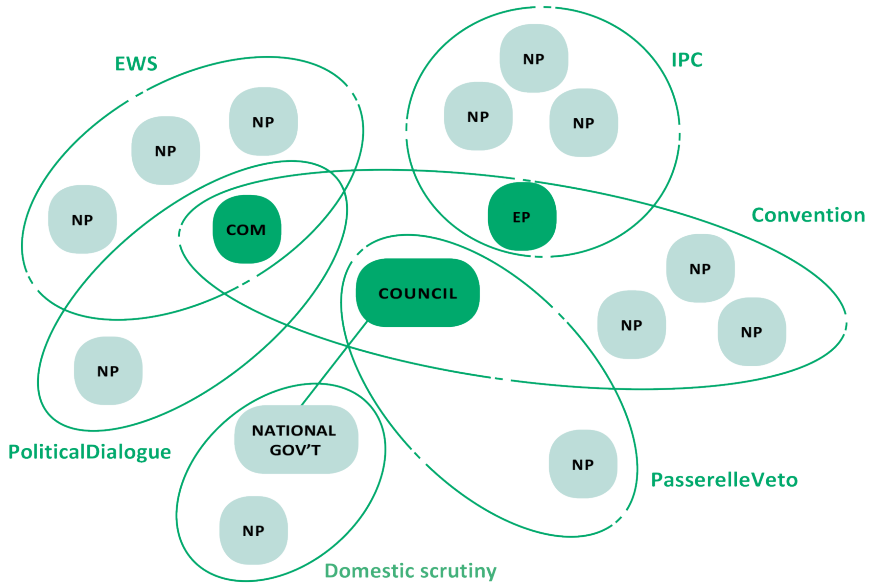 EWS
IPC
NP
NP
NP
NP
NP
NP
NP
COM
EP
Convention
COUNCIL
NP
NP
NP
NP
PoliticalDialogue
NATIONAL
GOV'T
NP
PasserelleVeto
NP
Domestic scrutiny